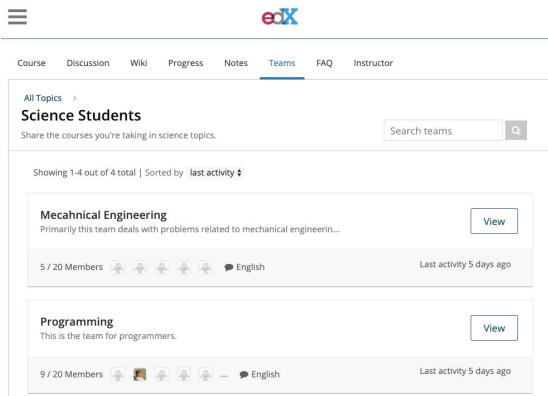 edX
Course Discussion Wiki Progress Notes Teams FAQ Instructor
All Topics >
Science Students
Share the courses you're taking in science topics.
Search teams
Showing 1-4 out of 4 total | Sorted by last activity
Mecahnical Engineering
Primarily this team deals with problems related to mechanical engineerin...
View
5 / 20 Members English
Last activity 5 days ago
Programming
This is the team for programmers.
View
9 / 20 Members ... English
Last activity 5 days ago